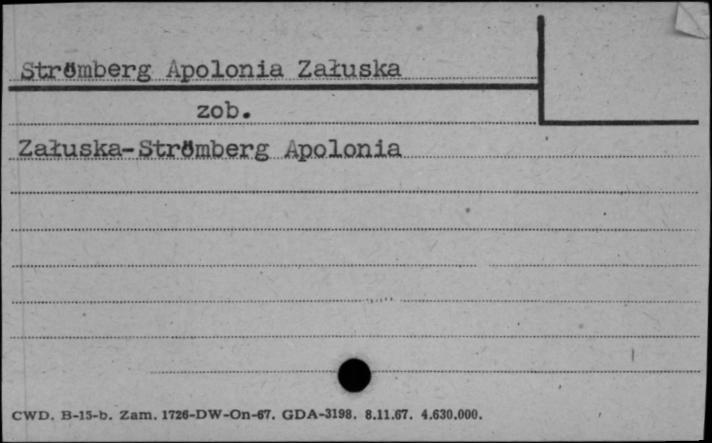 Strömberg Apolonia Załuska
zob.
Załuska-Strömberg Apolonia
CWD. B-15-b. Zam. 1726-DW-On-67. GDA-3198. 8.11.67. 4.630.000.